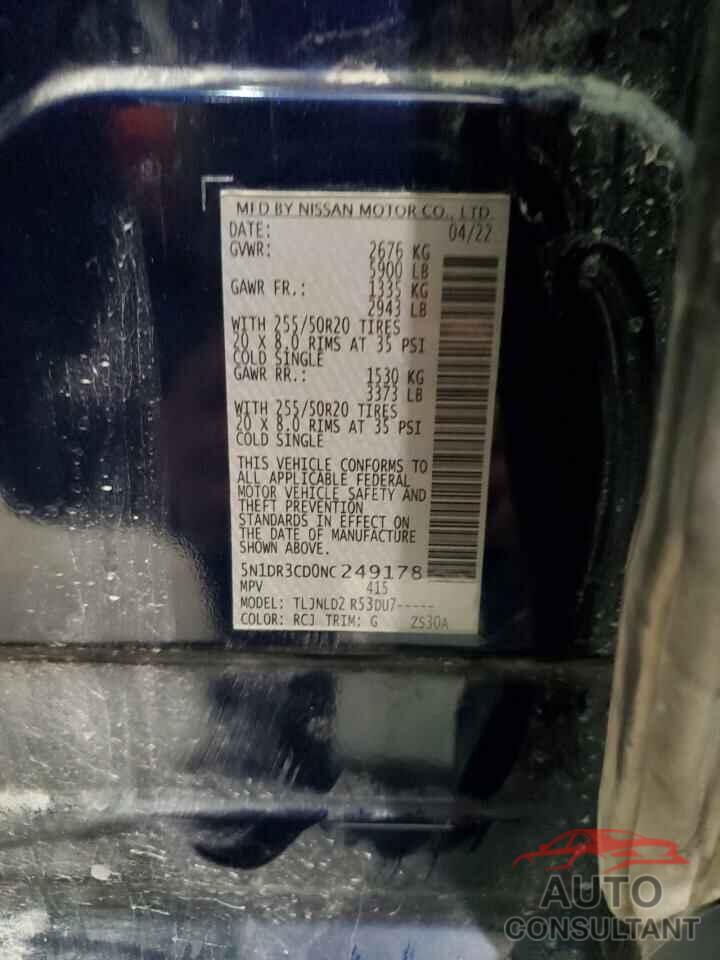 MFD BY NISSAN MOTOR CO., LTD.
DATE: 04/22
GVWR: 2676 KG
5900 LB
GAWR FR.: 1335 KG
2943 LB
WITH 255/50R20 TIRES
20 X 8.0 RIMS AT 35 PSI
COLD SINGLE
GAWR RR.: 1530 KG
3373 LB
WITH 255/50R20 TIRES
20 X 8.0 RIMS AT 35 PSI
COLD SINGLE
THIS VEHICLE CONFORMS TO
ALL APPLICABLE FEDERAL
MOTOR VEHICLE SAFETY AND
THEFT PREVENTION
STANDARDS IN EFFECT ON
THE DATE OF MANUFACTURE
SHOWN ABOVE.
5N1DR3CD0NC249178
MPV 415
MODEL: TLJNLD2 R53DU7-----
COLOR: RCJ TRIM: G 2S30A
AUTO
CONSULTANT